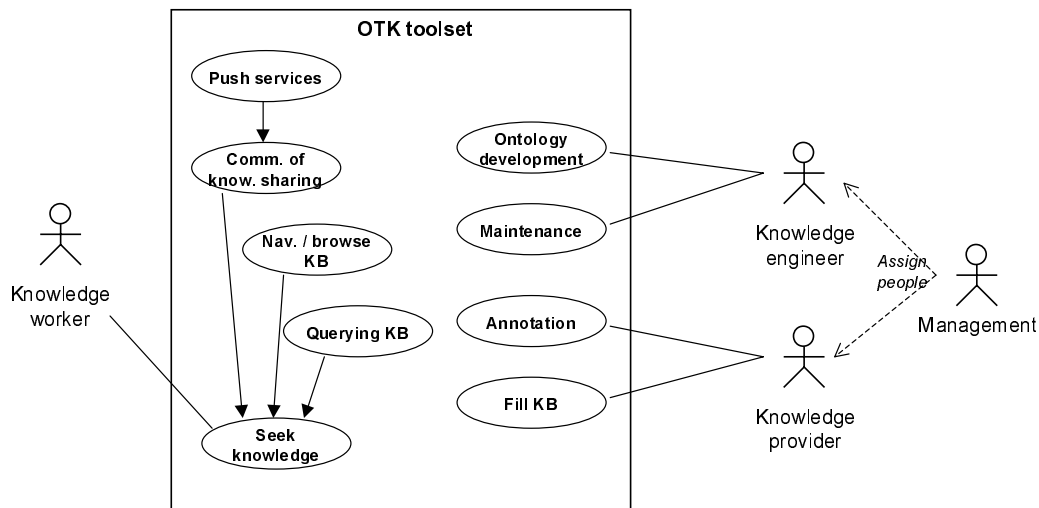 OTK toolset
Push services
Comm. of
know. sharing
Nav. / browse
KB
Querying KB
Seek
knowledge
Ontology
development
Maintenance
Annotation
Fill KB
Knowledge
worker
Knowledge
engineer
Assign
people
Management
Knowledge
provider